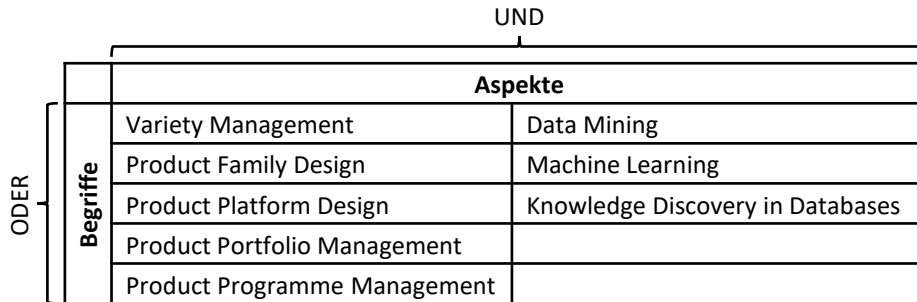 UND
Aspekte
ODER
Begriffe
Variety Management Data Mining
Product Family Design Machine Learning
Product Platform Design Knowledge Discovery in Databases
Product Portfolio Management
Product Programme Management